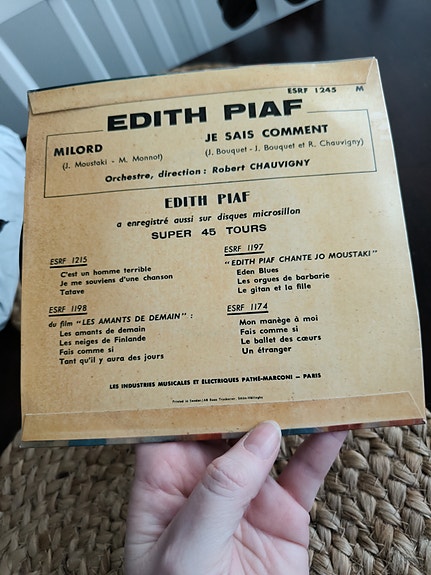 ESRF 1245 M
EDITH PIAF
MILORD
(J. Moustaki - M. Monnot)
JE SAIS COMMENT
(J. Bouquet - J. Bouquet et R. Chauvigny)
Orchestre, direction : Robert CHAUVIGNY
EDITH PIAF
a enregistré aussi sur disques microsillon
SUPER 45 TOURS
ESRF 1215
C'est un homme terrible
Je me souviens d'une chanson
Tatave
ESRF 1197
"EDITH PIAF CHANTE JO MOUSTAKI"
Eden Blues
Les orgues de barbarie
Le gitan et la fille
ESRF 1198
du film "LES AMANTS DE DEMAIN" :
Les amants de demain
Les neiges de Finlande
Fais comme si
Tant qu'il y aura des jours
ESRF 1174
Mon manège à moi
Fais comme si
Le ballet des cœurs
Un étranger
LES INDUSTRIES MUSICALES ET ÉLECTRIQUES PATHÉ-MARCONI — PARIS
Printed in Sweden